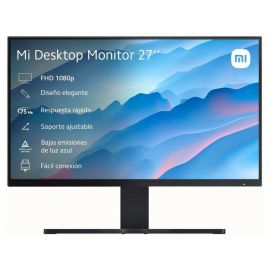 Mi Desktop Monitor 27''
mi
FHD 1080p
Diseño elegante
75Hz
Respuesta rápida
Soporte ajustable
Bajas emisiones
de luz azul
Fácil conexión